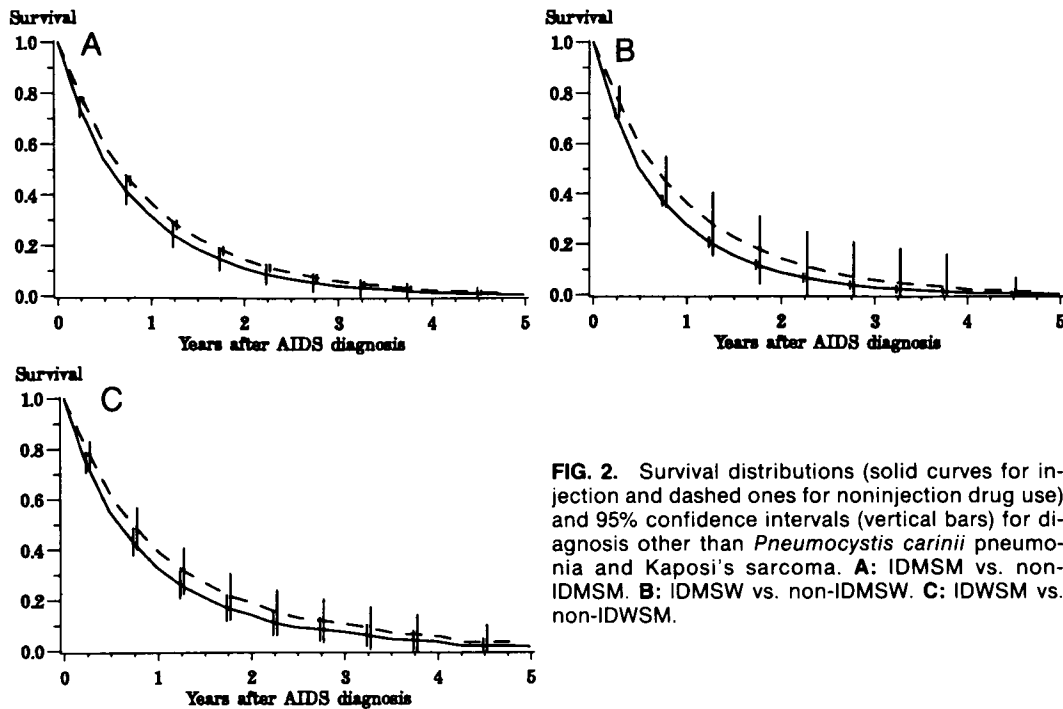 Survival
A
1.0
0.8
0.6
0.4
0.2
0.0
0 1 2 3 4 5
Years after AIDS diagnosis
Survival
B
1.0
0.8
0.6
0.4
0.2
0.0
0 1 2 3 4 5
Years after AIDS diagnosis
Survival
C
1.0
0.8
0.6
0.4
0.2
0.0
0 1 2 3 4 5
Years after AIDS diagnosis
FIG. 2. Survival distributions (solid curves for in-
jection and dashed ones for noninjection drug use)
and 95% confidence intervals (vertical bars) for di-
agnosis other than Pneumocystis carinii pneumo-
nia and Kaposi's sarcoma. A: IDMSM vs. non-
IDMSM. B: IDMSW vs. non-IDMSW. C: IDWSM vs.
non-IDWSM.